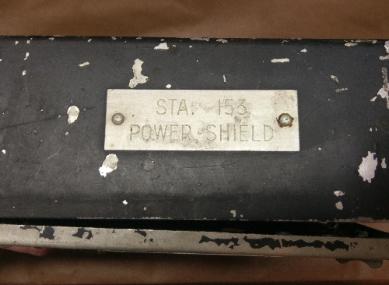 STA. 153
POWER SHIELD